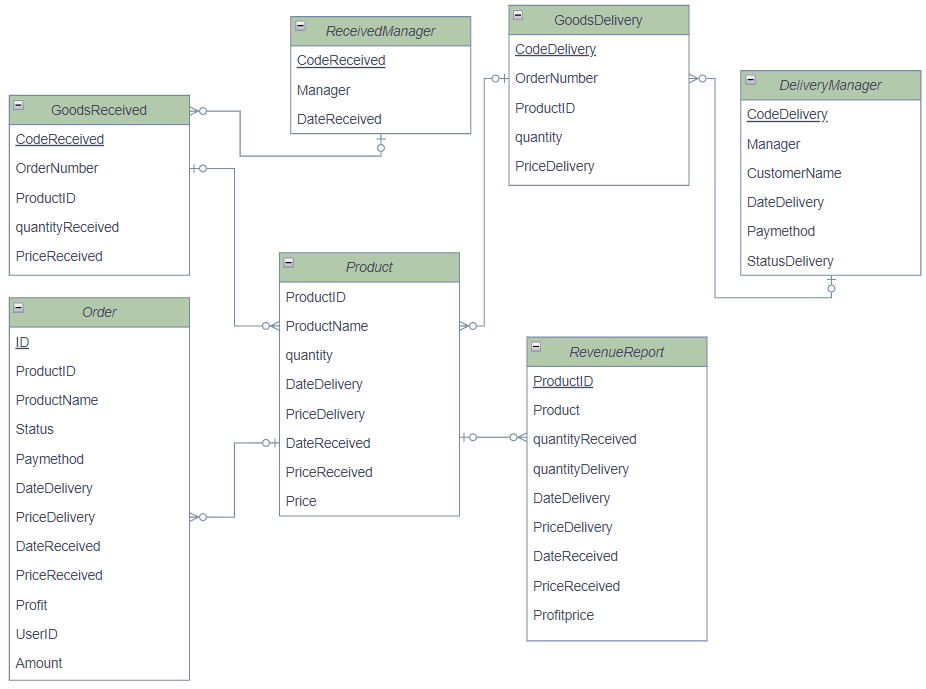 ReceivedManager
CodeReceived
Manager
DateReceived
GoodsDelivery
CodeDelivery
OrderNumber
ProductID
quantity
PriceDelivery
DeliveryManager
CodeDelivery
Manager
CustomerName
DateDelivery
Paymethod
StatusDelivery
GoodsReceived
CodeReceived
OrderNumber
ProductID
quantityReceived
PriceReceived
Product
ProductID
ProductName
quantity
DateDelivery
PriceDelivery
DateReceived
PriceReceived
Price
Order
ID
ProductID
ProductName
Status
Paymethod
DateDelivery
PriceDelivery
DateReceived
PriceReceived
Profit
UserID
Amount
RevenueReport
ProductID
Product
quantityReceived
quantityDelivery
DateDelivery
PriceDelivery
DateReceived
PriceReceived
Profitprice